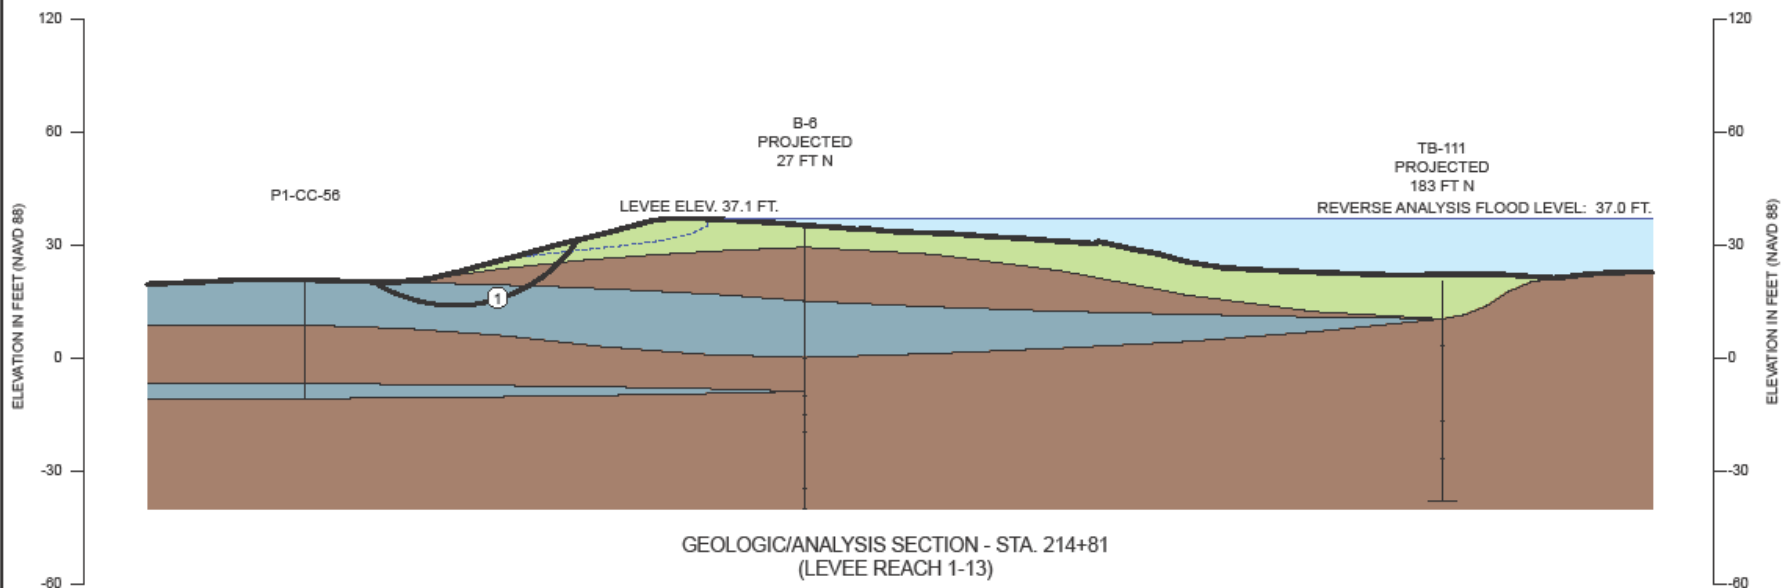 120
60
30
0
-30
-60
ELEVATION IN FEET (NAVD 88)
P1-CC-56
LEVEE ELEV. 37.1 FT.
B-6
PROJECTED
27 FT N
TB-111
PROJECTED
183 FT N
REVERSE ANALYSIS FLOOD LEVEL: 37.0 FT.
1
120
60
30
0
-30
-60
ELEVATION IN FEET (NAVD 88)
GEOLOGIC/ANALYSIS SECTION - STA. 214+81
(LEVEE REACH 1-13)